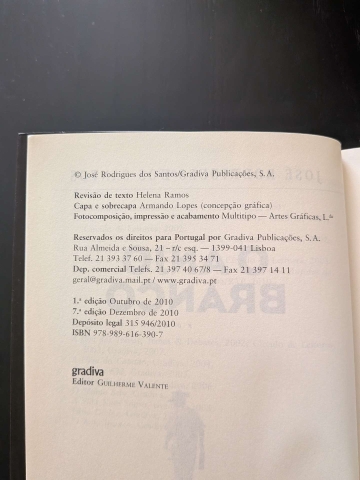 © José Rodrigues dos Santos/Gradiva Publicações, S. A.
Revisão de texto Helena Ramos
Capa e sobrecapa Armando Lopes (concepção gráfica)
Fotocomposição, impressão e acabamento Multitipo — Artes Gráficas, L.da
Reservados os direitos para Portugal por Gradiva Publicações, S. A.
Rua Almeida e Sousa, 21 – r/c esq. — 1399-041 Lisboa
Telef. 21 393 37 60 — Fax 21 395 34 71
Dep. comercial Telefs. 21 397 40 67/8 — Fax 21 397 14 11
geral@gradiva.mail.pt / www.gradiva.pt
1.ª edição Outubro de 2010
7.ª edição Dezembro de 2010
Depósito legal 315 946/2010
ISBN 978-989-616-390-7
gradiva
Editor GUILHERME VALENTE
BRANCO
JOSÉ